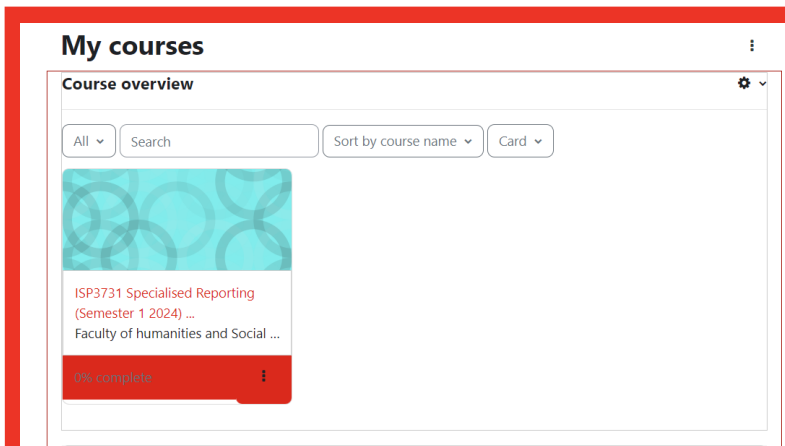 My courses
Course overview
All
Search
Sort by course name
Card
ISP3731 Specialised Reporting
(Semester 1 2024) ...
Faculty of humanities and Social ...
0% complete